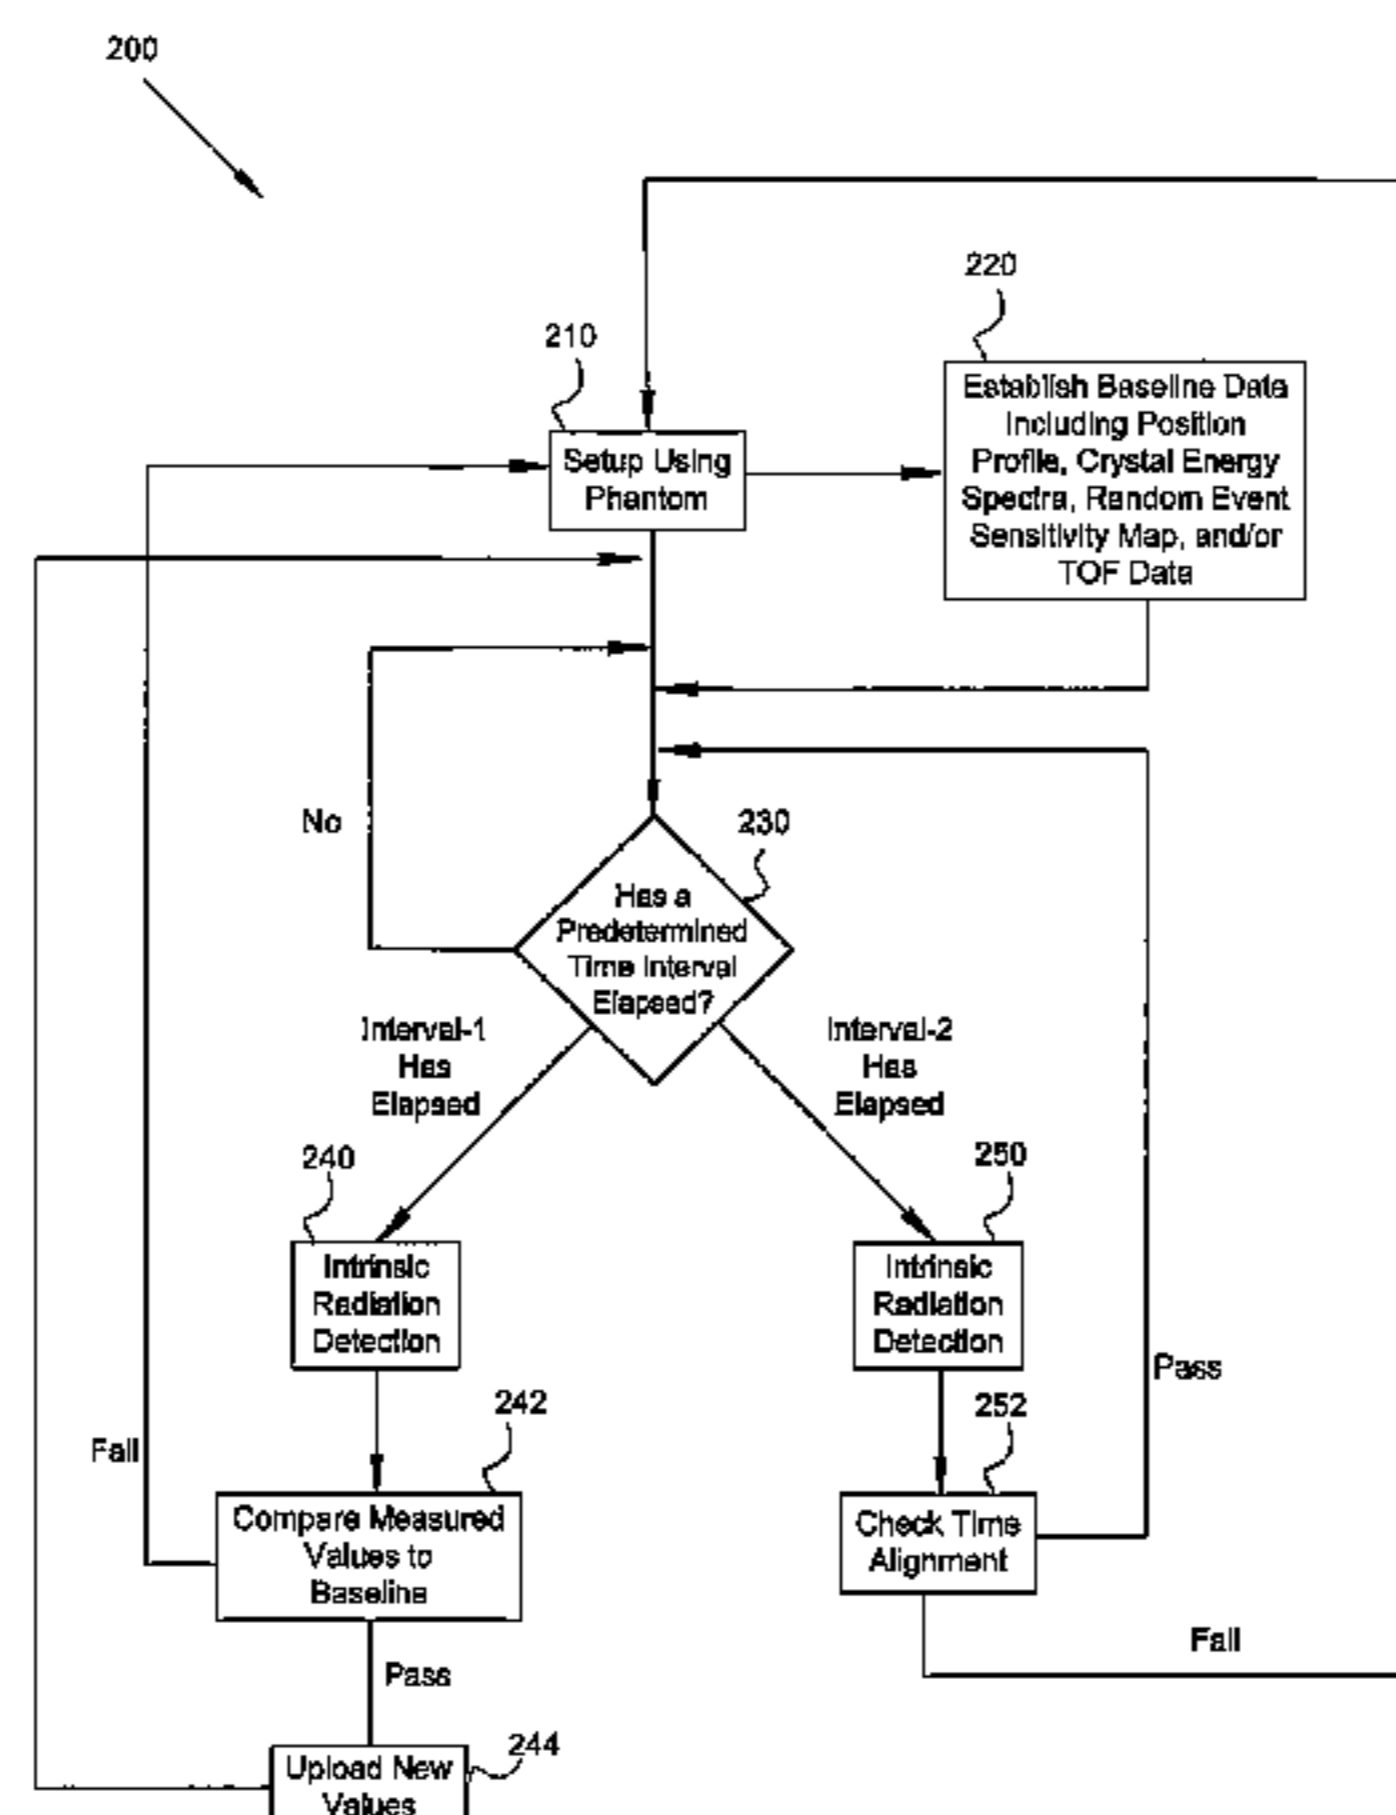 200
220
210
Establish Baseline Data
Including Position
Profile, Crystal Energy
Spectra, Random Event
Sensitivity Map, and/or
TOF Data
Setup Using
Phantom
No
230
Has a
Predetermined
Time Interval
Elapsed?
Interval-1
Has
Elapsed
Interval-2
Has
Elapsed
240
250
Intrinsic
Radiation
Detection
Intrinsic
Radiation
Detection
Pass
242
252
Fail
Compare Measured
Values to
Baseline
Check Time
Alignment
Fail
Pass
244
Upload New
Values